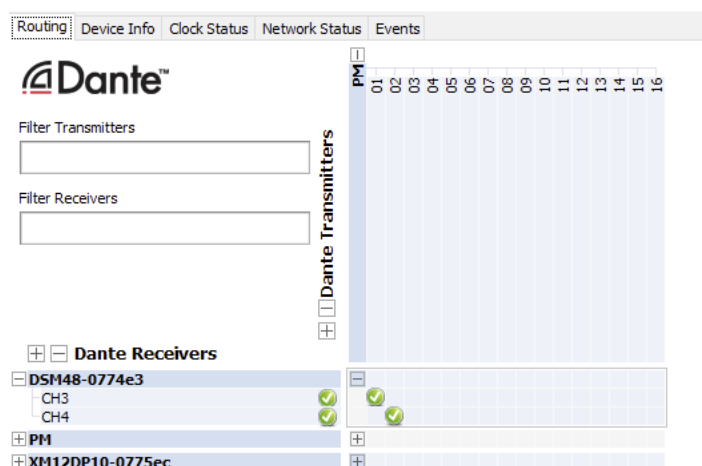 Routing Device Info Clock Status Network Status Events
Dante™
PM
01 02 03 04 05 06 07 08 09 10 11 12 13 14 15 16
Filter Transmitters
Filter Receivers
Dante Transmitters
Dante Receivers
DSM48-0774e3
CH3
CH4
PM
XM12DP10-0775ec